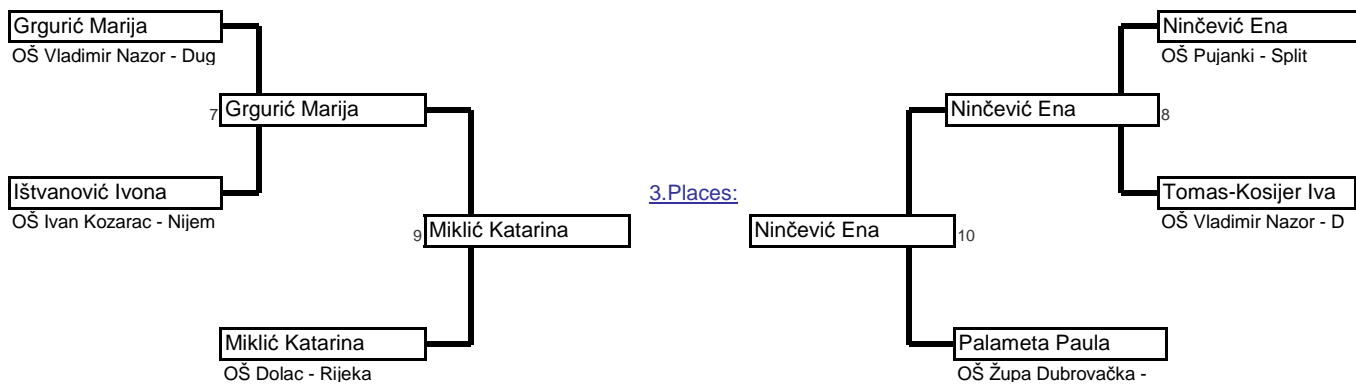 Grgurić Marija
OŠ Vladimir Nazor - Dug
7 Grgurić Marija
Ištvanović Ivona
OŠ Ivan Kozarac - Nijem
9 Miklić Katarina
Miklić Katarina
OŠ Dolac - Rijeka
3.Places:
Ninčević Ena
OŠ Pujanki - Split
Ninčević Ena 8
Tomas-Kosijer Iva
OŠ Vladimir Nazor - D
Ninčević Ena 10
Palameta Paula
OŠ Župa Dubrovačka -